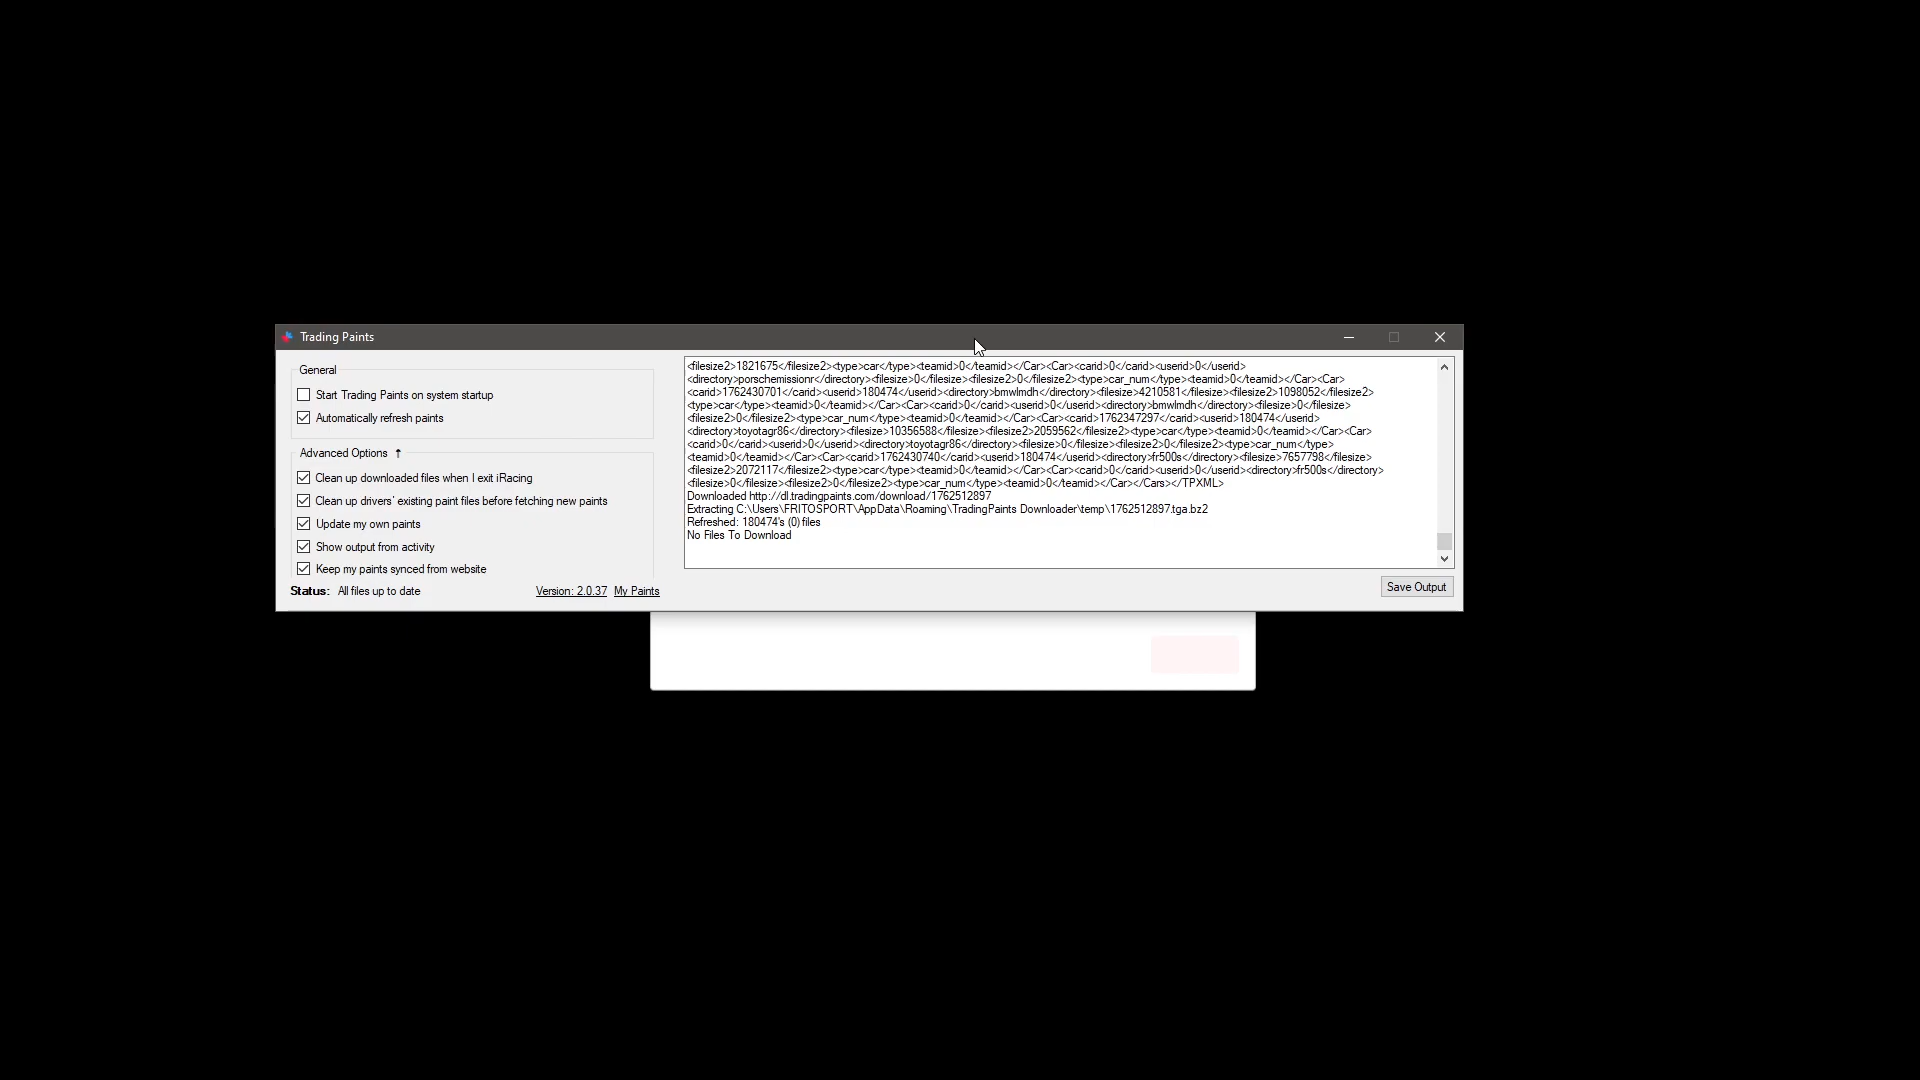 Trading Paints
General
Start Trading Paints on system startup
Automatically refresh paints
Advanced Options ↑
Clean up downloaded files when I exit iRacing
Clean up drivers' existing paint files before fetching new paints
Update my own paints
Show output from activity
Keep my paints synced from website
Status: All files up to date
Version: 2.0.37 My Paints
<filesize2>1821675</filesize2><type>car</type><teamid>0</teamid></Car><Car><carid>0</carid><userid>0</userid>
<directory>porschemissionr</directory><filesize>0</filesize><filesize2>0</filesize2><type>car_num</type><teamid>0</teamid></Car><Car>
<carid>1762430701</carid><userid>180474</userid><directory>bmwlmdh</directory><filesize>4210581</filesize><filesize2>1098052</filesize2>
<type>car</type><teamid>0</teamid></Car><Car><carid>0</carid><userid>0</userid><directory>bmwlmdh</directory><filesize>0</filesize>
<filesize2>0</filesize2><type>car_num</type><teamid>0</teamid></Car><Car><carid>1762347297</carid><userid>180474</userid>
<directory>toyotagr86</directory><filesize>10356588</filesize><filesize2>2059562</filesize2><type>car</type><teamid>0</teamid></Car><Car>
<carid>0</carid><userid>0</userid><directory>toyotagr86</directory><filesize>0</filesize><filesize2>0</filesize2><type>car_num</type>
<teamid>0</teamid></Car><Car><carid>1762430740</carid><userid>180474</userid><directory>fr500s</directory><filesize>7657798</filesize>
<filesize2>2072117</filesize2><type>car</type><teamid>0</teamid></Car><Car><carid>0</carid><userid>0</userid><directory>fr500s</directory>
<filesize>0</filesize><filesize2>0</filesize2><type>car_num</type><teamid>0</teamid></Car></Cars></TPXML>
Downloaded http://dl.tradingpaints.com/download/1762512897
Extracting C:\Users\FRITOSPORT\AppData\Roaming\TradingPaints Downloader\temp\1762512897.tga.bz2
Refreshed: 180474's (0) files
No Files To Download
Save Output